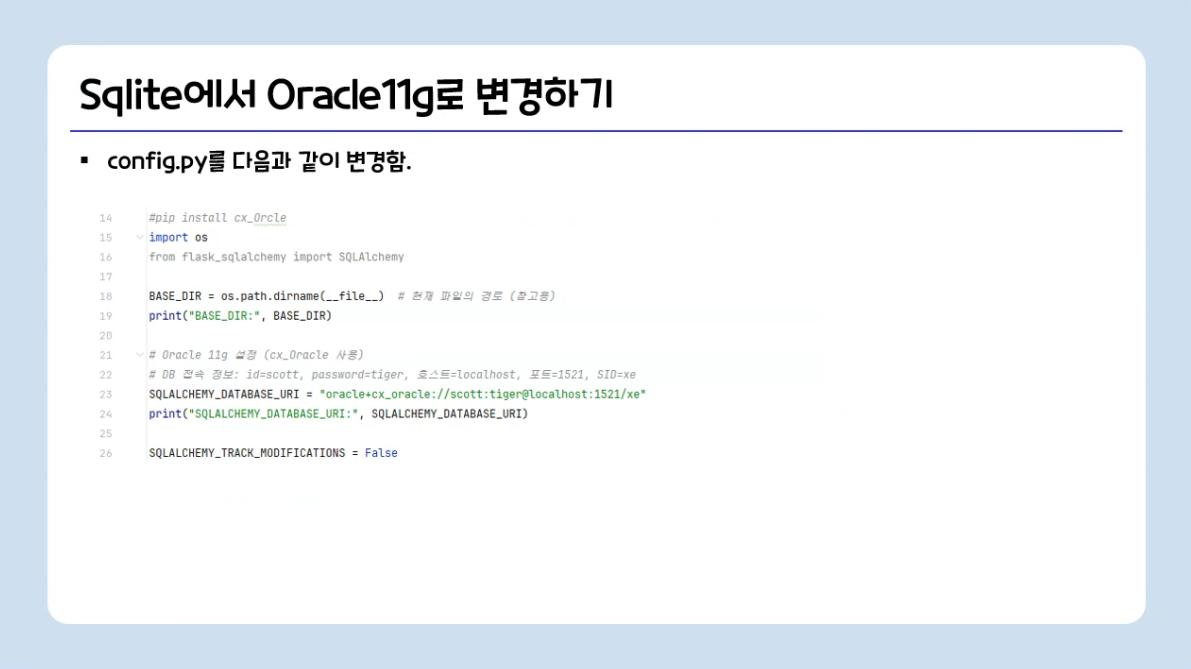 Sqlite에서 Oracle11g로 변경하기
▪ config.py를 다음과 같이 변경함.
14 #pip install cx_Orcle
15 import os
16 from flask_sqlalchemy import SQLAlchemy
17
18 BASE_DIR = os.path.dirname(__file__)  # 현재 파일의 경로 (참고용)
19 print("BASE_DIR:", BASE_DIR)
20
21 # Oracle 11g 설정 (cx_Oracle 사용)
22 # DB 접속 정보: id=scott, password=tiger, 호스트=localhost, 포트=1521, SID=xe
23 SQLALCHEMY_DATABASE_URI = "oracle+cx_oracle://scott:tiger@localhost:1521/xe"
24 print("SQLALCHEMY_DATABASE_URI:", SQLALCHEMY_DATABASE_URI)
25
26 SQLALCHEMY_TRACK_MODIFICATIONS = False